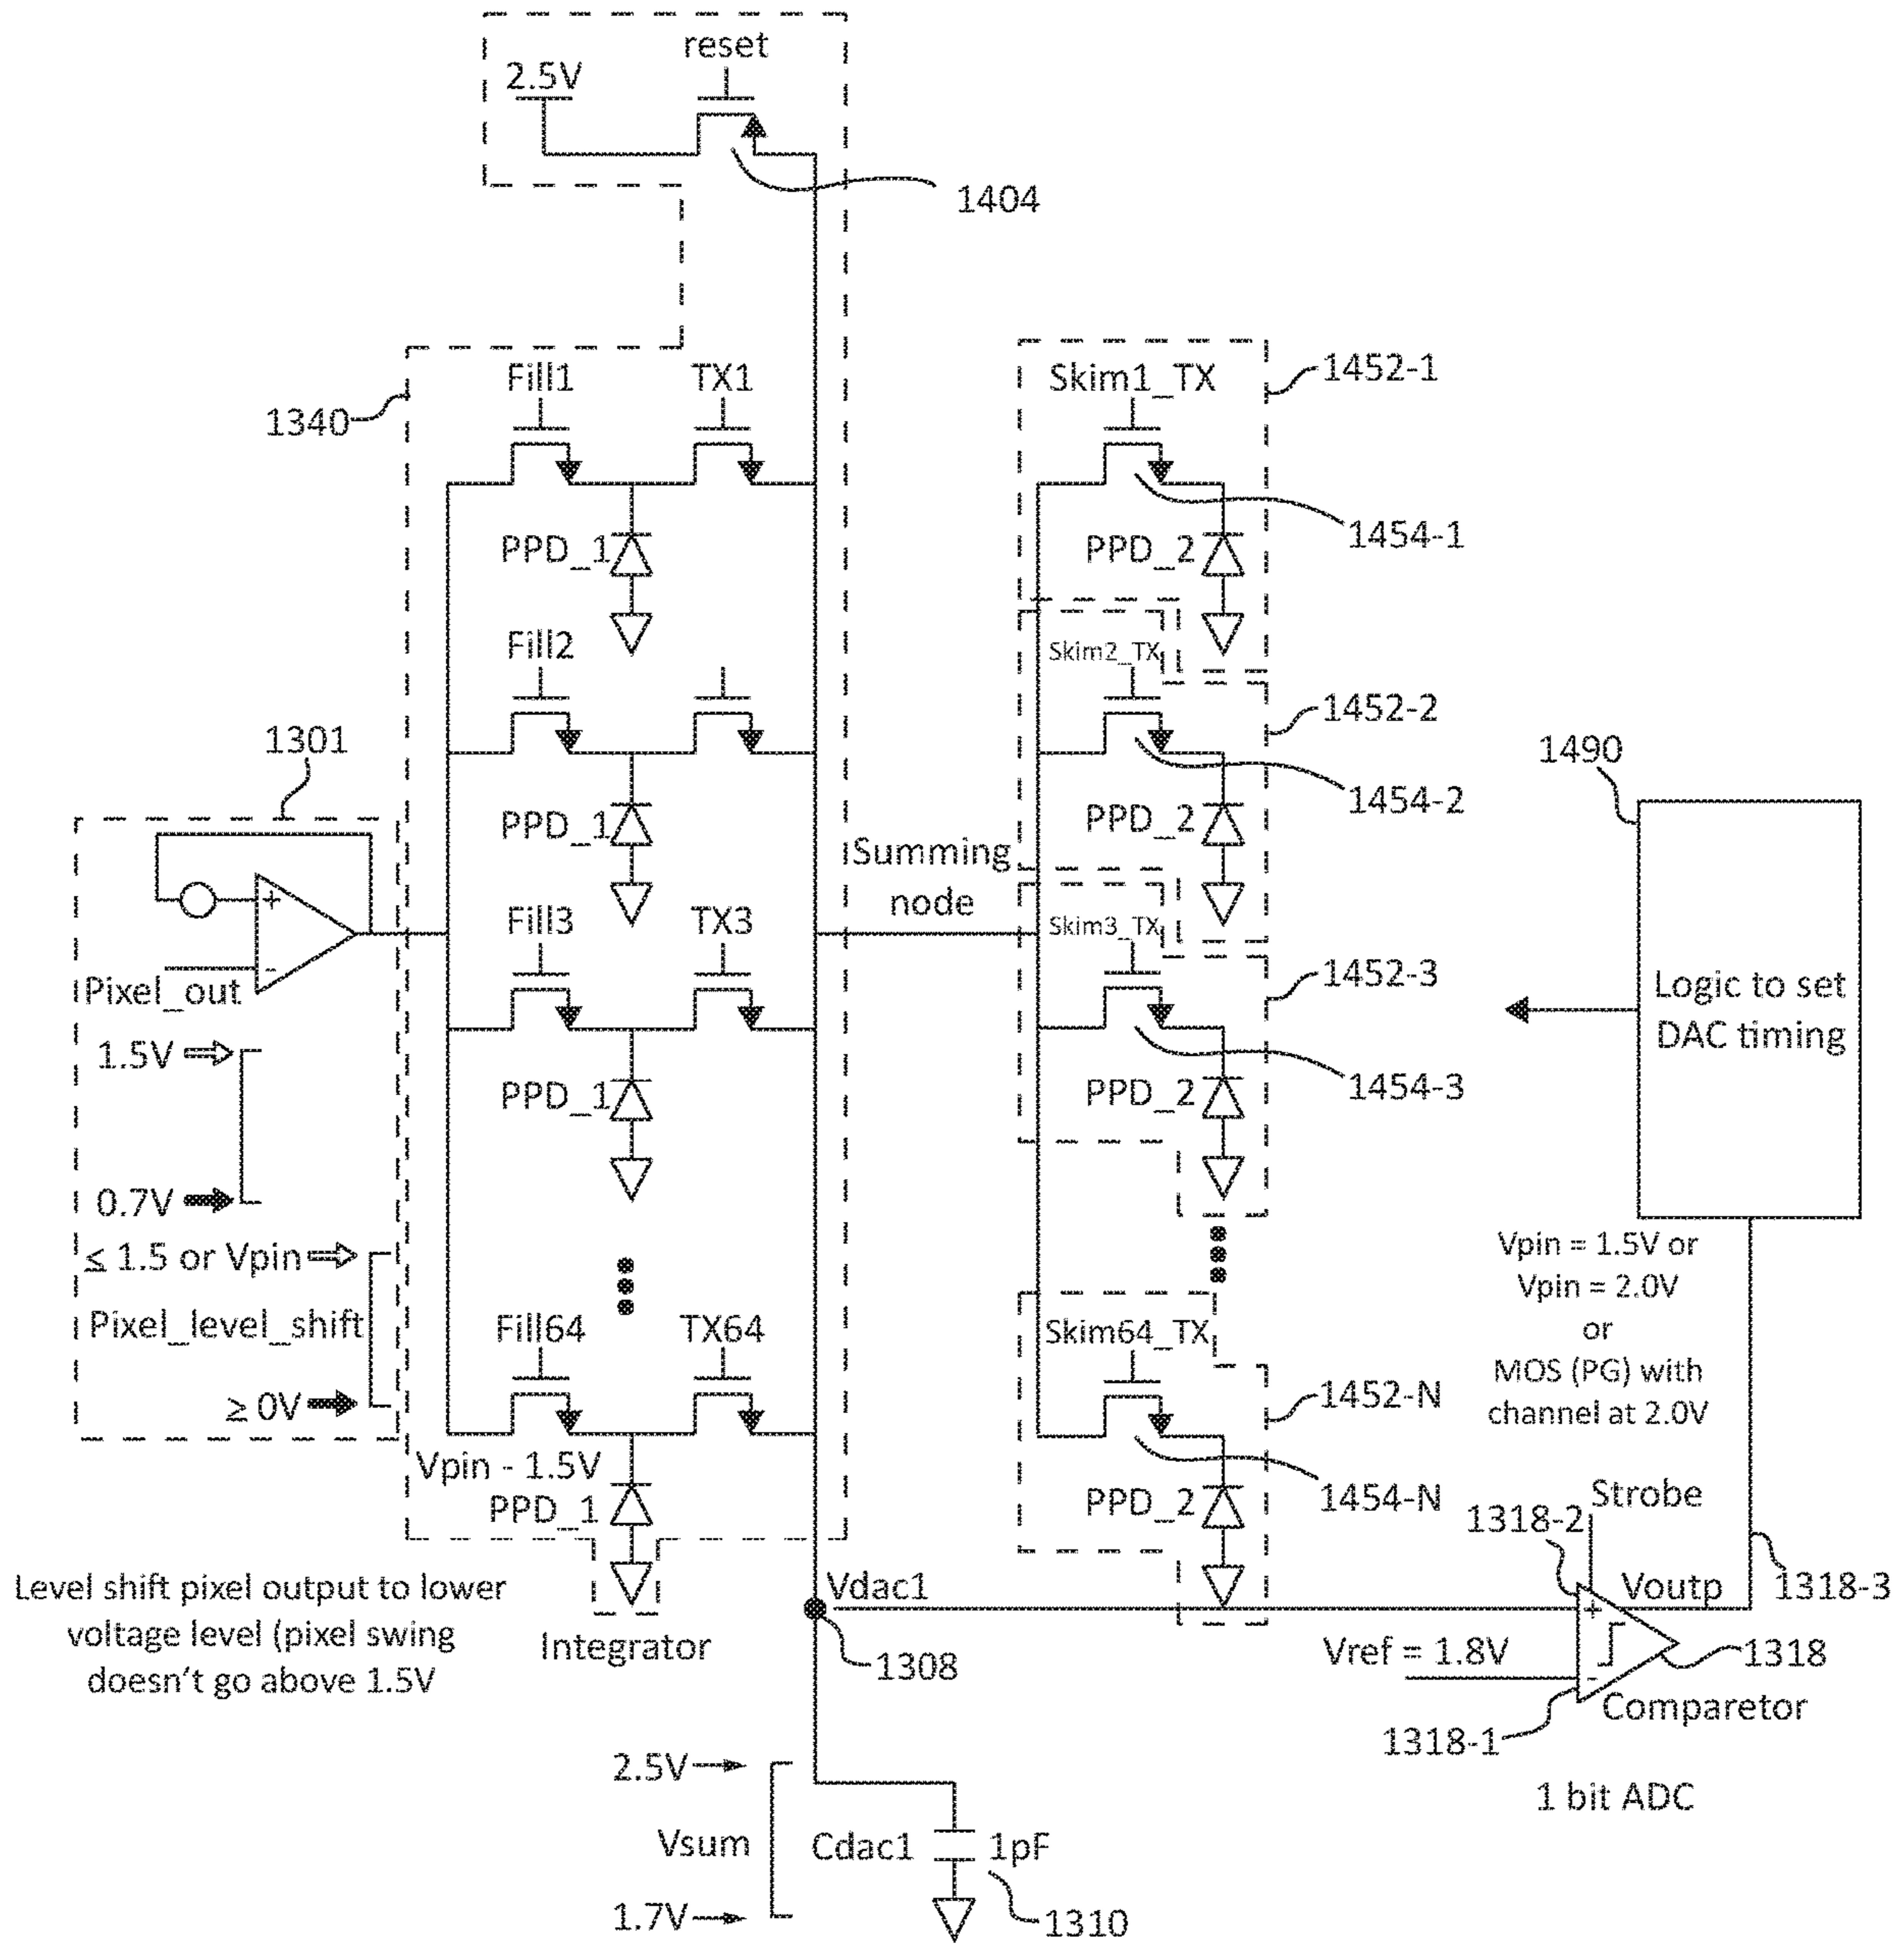 reset
2.5V
1404
Fill1
TX1
1340
PPD_1
Skim1_TX
1452-1
1454-1
PPD_2
Fill2
PPD_1
Skim2_TX
1452-2
1454-2
PPD_2
1301
Pixel_out
+
-
1.5V
0.7V
≤ 1.5 or Vpin
Pixel_level_shift
≥ 0V
Fill3
TX3
PPD_1
Summing
node
Skim3_TX
1452-3
1454-3
PPD_2
1490
Logic to set
DAC timing
Vpin = 1.5V or
Vpin = 2.0V
or
MOS (PG) with
channel at 2.0V
Fill64
TX64
Vpin - 1.5V
PPD_1
Skim64_TX
1452-N
1454-N
PPD_2
Strobe
1318-2
Voutp
1318-3
+
-
Vref = 1.8V
1318
Comparetor
1318-1
1 bit ADC
Level shift pixel output to lower
voltage level (pixel swing
doesn't go above 1.5V
Integrator
Vdac1
1308
2.5V
Vsum
1.7V
Cdac1
1pF
1310